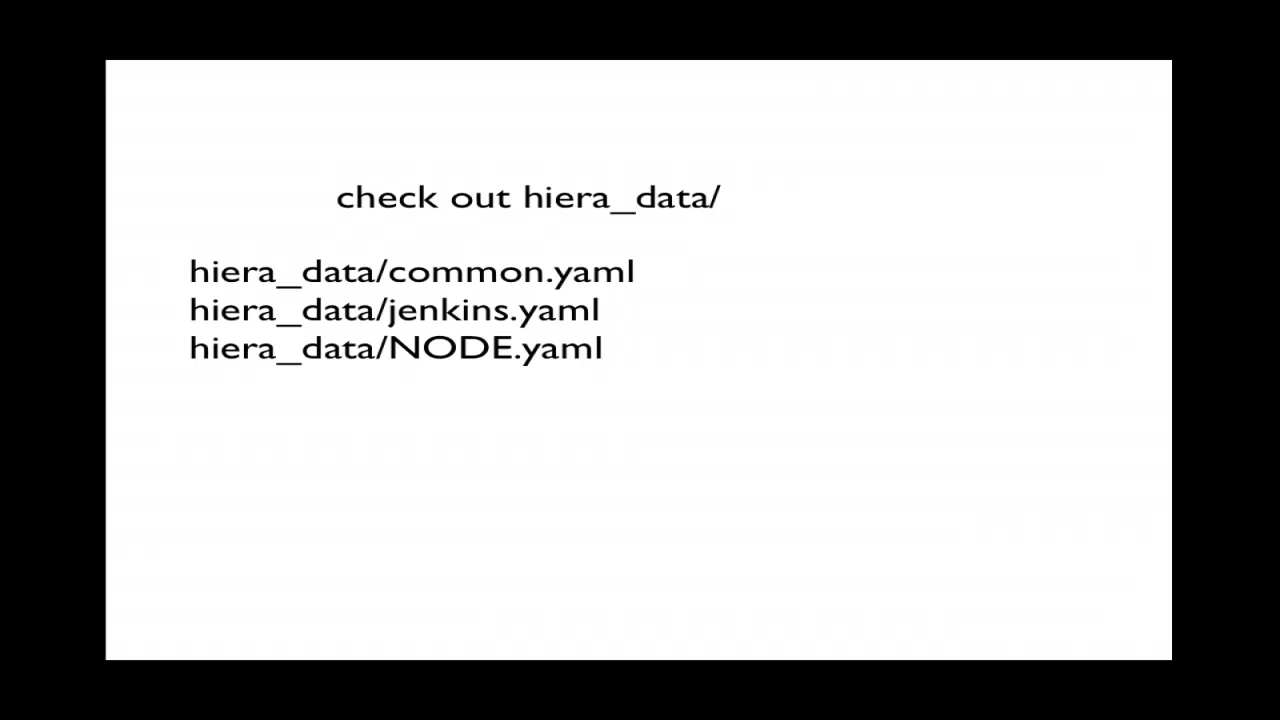 check out hiera_data/
hiera_data/common.yaml
hiera_data/jenkins.yaml
hiera_data/NODE.yaml